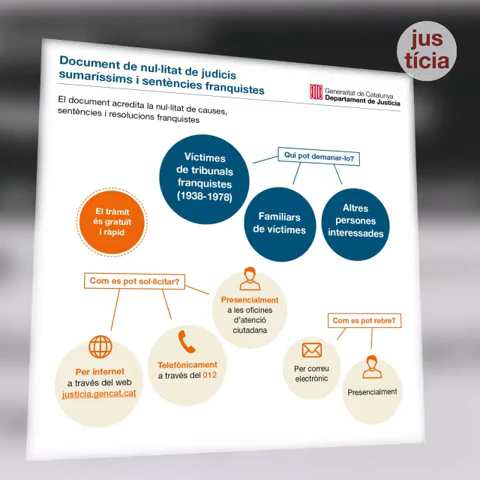 jus
tícia
Document de nul·litat de judicis
sumaríssims i sentències franquistes
Generalitat de Catalunya
Departament de Justícia
El document acredita la nul·litat de causes,
sentències i resolucions franquistes
Víctimes
de tribunals
franquistes
(1938-1978)
Qui pot demanar-lo?
Familiars
de víctimes
Altres
persones
interessades
El tràmit
és gratuït
i ràpid
Com es pot sol·licitar?
Presencialment
a les oficines
d'atenció
ciutadana
Per internet
a través del web
justicia.gencat.cat
Telefònicament
a través del 012
Com es pot rebre?
Per correu
electrònic
Presencialment